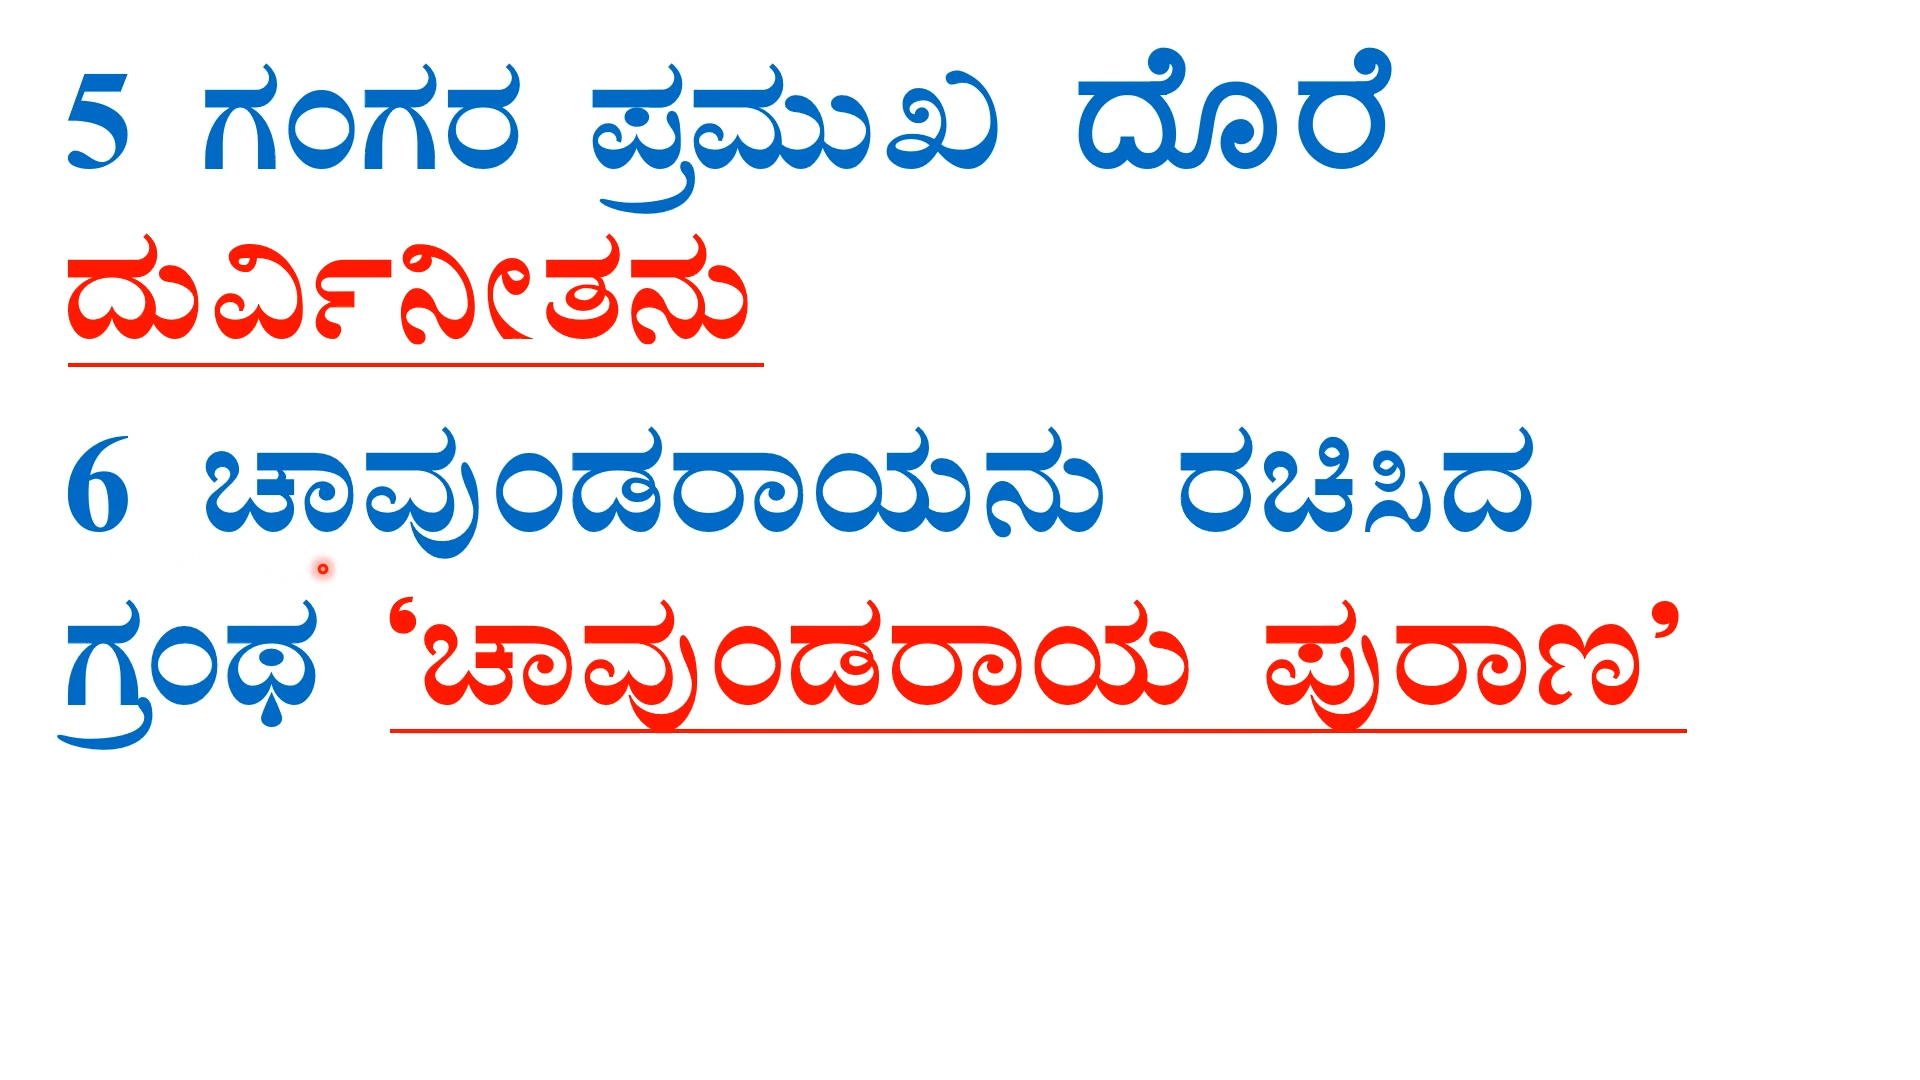 5 ಗಂಗರ ಪ್ರಮುಖ ದೊರೆ
ದುರ್ವಿನೀತನು
6 ಚಾವುಂಡರಾಯನು ರಚಿಸಿದ
ಗ್ರಂಥ ‘ಚಾವುಂಡರಾಯ ಪುರಾಣ’